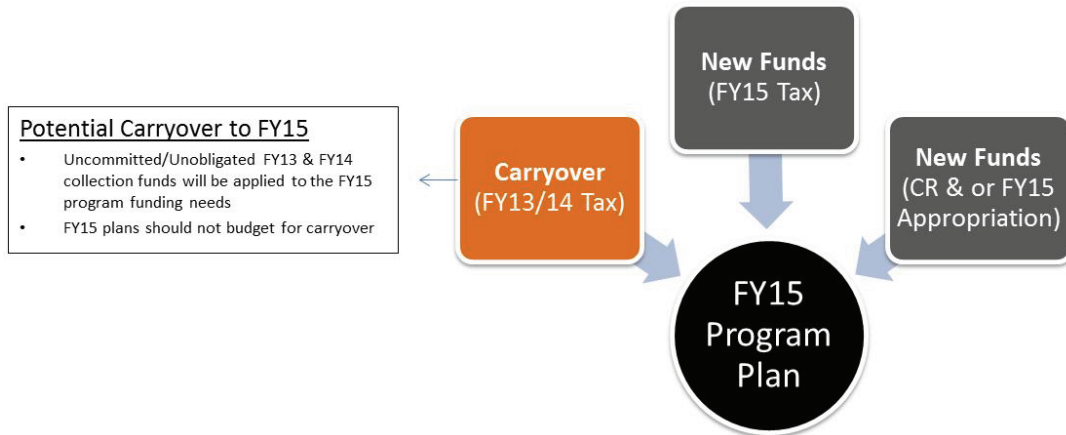 Potential Carryover to FY15
• Uncommitted/Unobligated FY13 & FY14
collection funds will be applied to the FY15
program funding needs
• FY15 plans should not budget for carryover
Carryover
(FY13/14 Tax)
New Funds
(FY15 Tax)
New Funds
(CR & or FY15
Appropriation)
FY15
Program
Plan